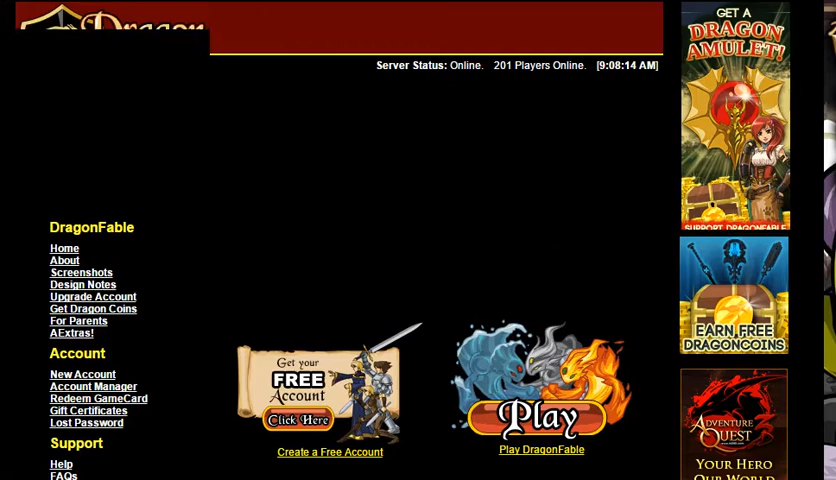 Dragon
Server Status: Online. 201 Players Online. [9:08:14 AM]
GET A
DRAGON
AMULET!
SUPPORT DRAGONFABLE
DragonFable
Home
About
Screenshots
Design Notes
Upgrade Account
Get Dragon Coins
For Parents
AExtras!
Account
New Account
Account Manager
Redeem GameCard
Gift Certificates
Lost Password
Support
Help
FAQs
Get your
FREE
Account
Click Here
Create a Free Account
Play
Play DragonFable
EARN FREE
DRAGONCOINS
ADVENTURE
QUEST
YOUR HERO
OUR WORLD